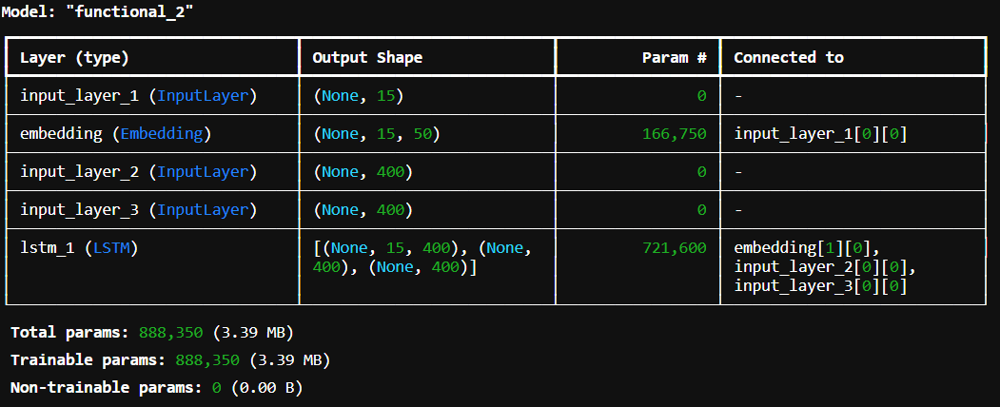 Model: "functional_2"
Layer (type) Output Shape Param # Connected to
input_layer_1 (InputLayer) (None, 15) 0 -
embedding (Embedding) (None, 15, 50) 166,750 input_layer_1[0][0]
input_layer_2 (InputLayer) (None, 400) 0 -
input_layer_3 (InputLayer) (None, 400) 0 -
lstm_1 (LSTM) [(None, 15, 400), (None, 721,600 embedding[1][0],
400), (None, 400)] input_layer_2[0][0],
input_layer_3[0][0]
Total params: 888,350 (3.39 MB)
Trainable params: 888,350 (3.39 MB)
Non-trainable params: 0 (0.00 B)